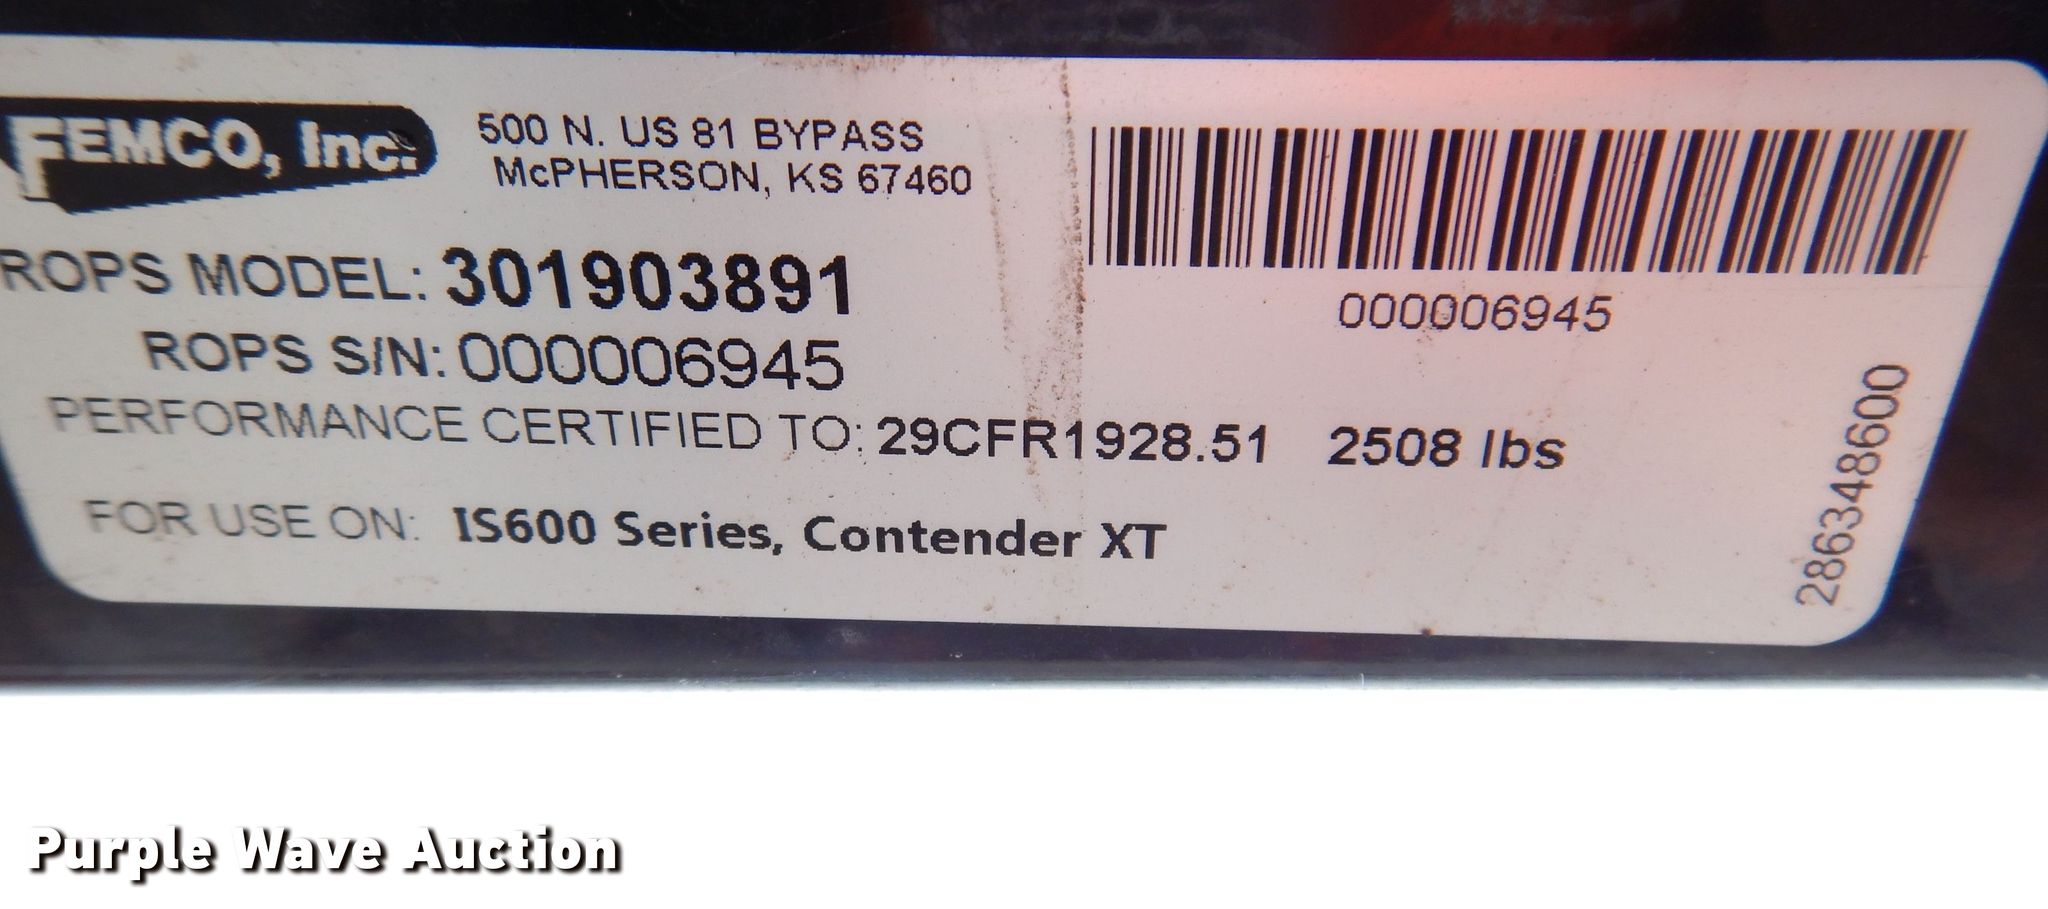 FEMCO, Inc.
500 N. US 81 BYPASS
McPHERSON, KS 67460
ROPS MODEL: 301903891
ROPS S/N: 000006945
PERFORMANCE CERTIFIED TO: 29CFR1928.51 2508 lbs
FOR USE ON: IS600 Series, Contender XT
000006945
286348600
Purple Wave Auction